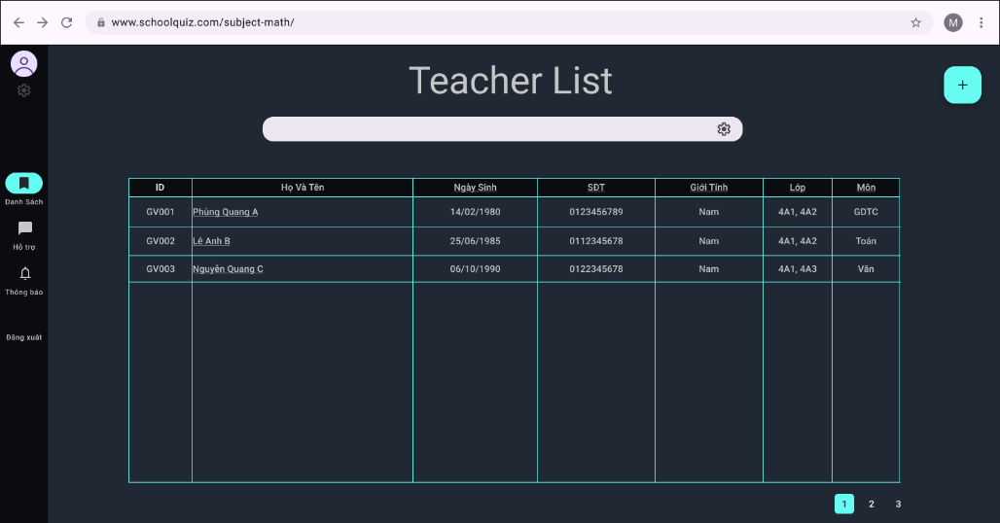 www.schoolquiz.com/subject-math/
M
Teacher List
+
Danh Sách
Hỗ trợ
Thông báo
Đăng xuất
ID Họ Và Tên Ngày Sinh SĐT Giới Tính Lớp Môn
GV001 Phùng Quang A 14/02/1980 0123456789 Nam 4A1, 4A2 GDTC
GV002 Lê Anh B 25/06/1985 0112345678 Nam 4A1, 4A2 Toán
GV003 Nguyễn Quang C 06/10/1990 0122345678 Nam 4A1, 4A3 Văn
1 2 3